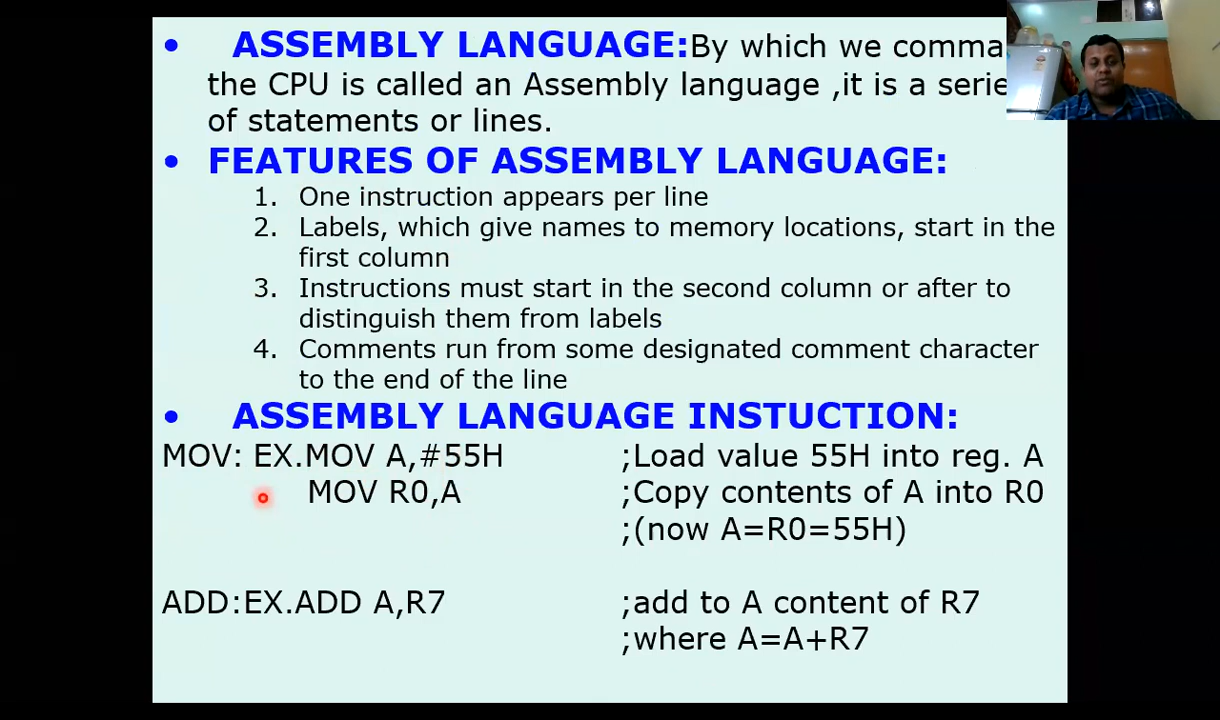 • ASSEMBLY LANGUAGE:By which we comma
the CPU is called an Assembly language ,it is a serie
of statements or lines.
• FEATURES OF ASSEMBLY LANGUAGE:
1. One instruction appears per line
2. Labels, which give names to memory locations, start in the
first column
3. Instructions must start in the second column or after to
distinguish them from labels
4. Comments run from some designated comment character
to the end of the line
• ASSEMBLY LANGUAGE INSTUCTION:
MOV: EX.MOV A,#55H ;Load value 55H into reg. A
MOV R0,A ;Copy contents of A into R0
;(now A=R0=55H)
ADD:EX.ADD A,R7 ;add to A content of R7
;where A=A+R7